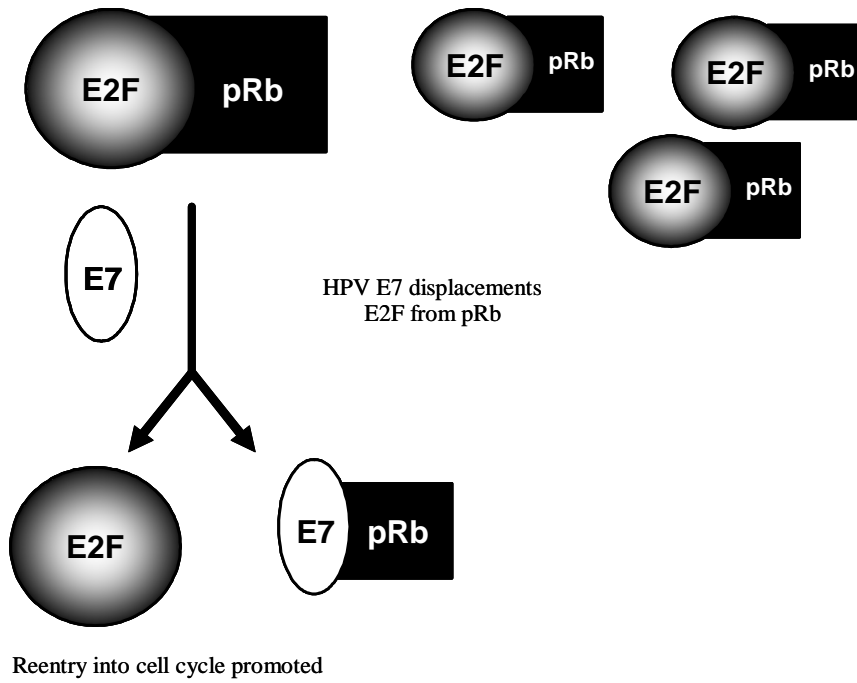 E2F pRb
E2F pRb
E2F pRb
E2F pRb
E7
HPV E7 displacements
E2F from pRb
E2F
E7 pRb
Reentry into cell cycle promoted